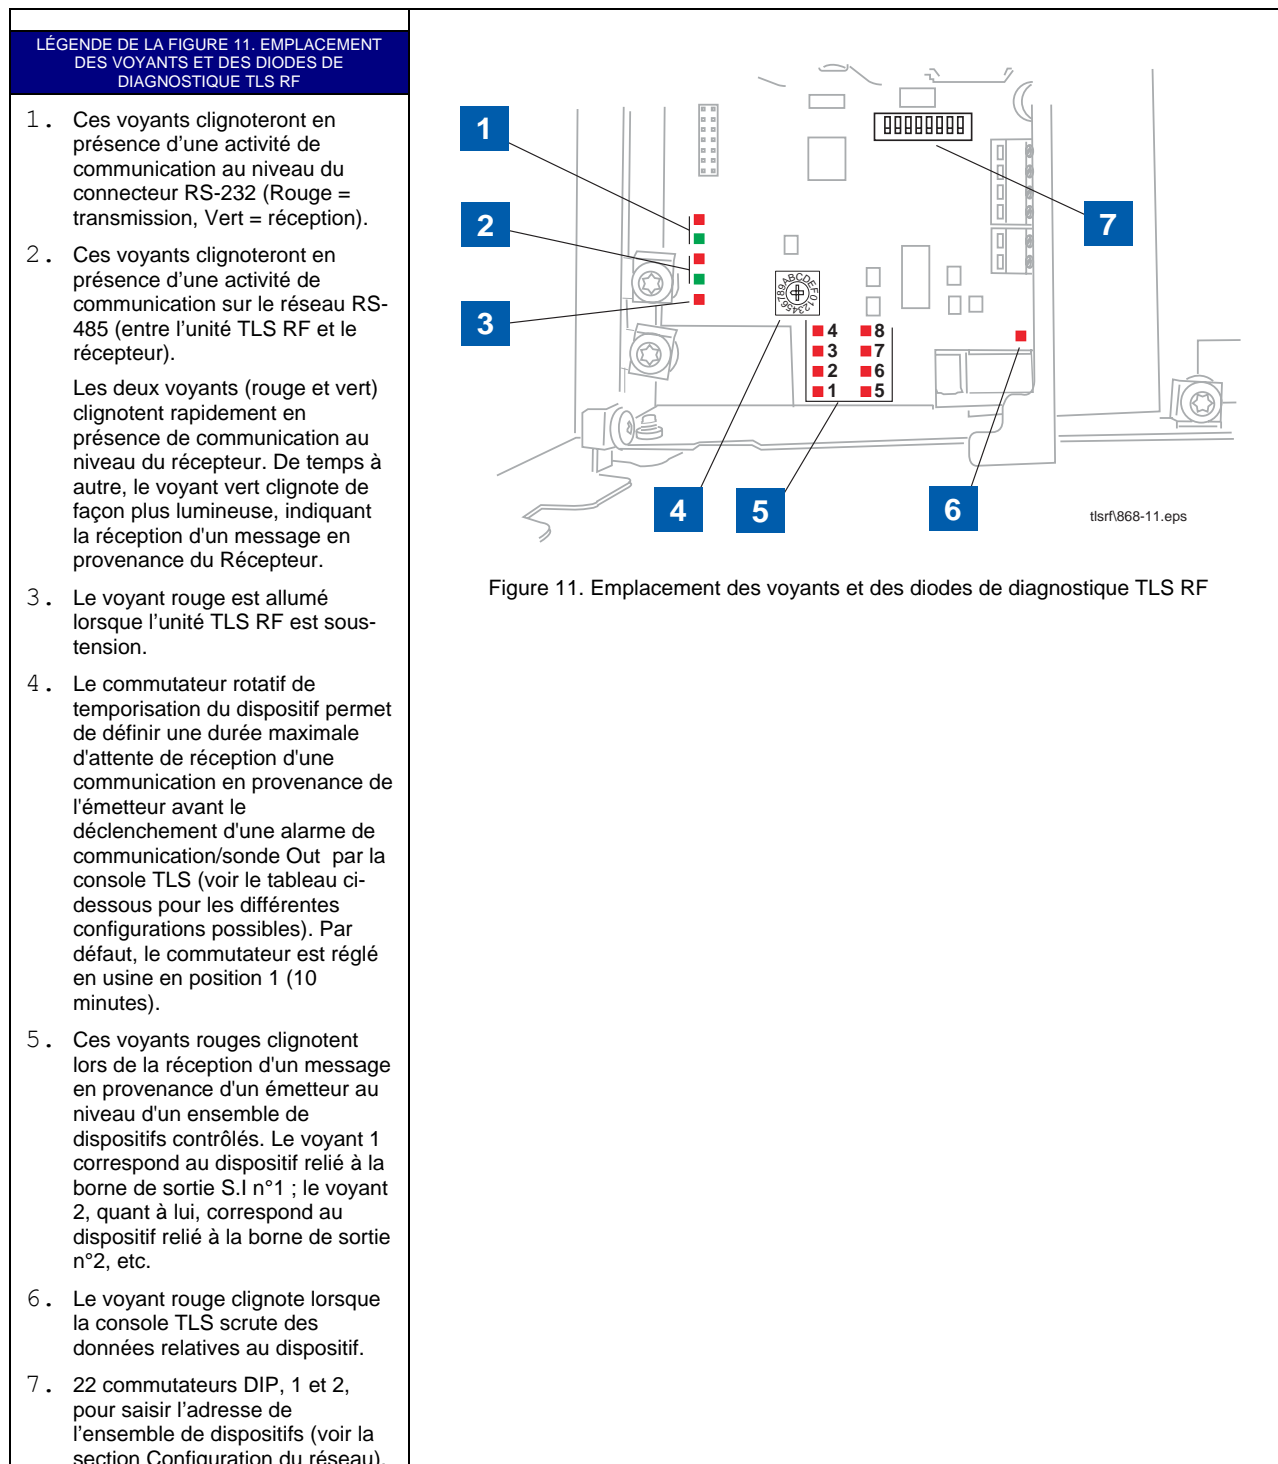 LÉGENDE DE LA FIGURE 11. EMPLACEMENT
DES VOYANTS ET DES DIODES DE
DIAGNOSTIQUE TLS RF
1. Ces voyants clignoteront en
présence d’une activité de
communication au niveau du
connecteur RS-232 (Rouge =
transmission, Vert = réception).
2. Ces voyants clignoteront en
présence d’une activité de
communication sur le réseau RS-
485 (entre l’unité TLS RF et le
récepteur).
Les deux voyants (rouge et vert)
clignotent rapidement en
présence de communication au
niveau du récepteur. De temps à
autre, le voyant vert clignote de
façon plus lumineuse, indiquant
la réception d'un message en
provenance du Récepteur.
3. Le voyant rouge est allumé
lorsque l’unité TLS RF est sous-
tension.
4. Le commutateur rotatif de
temporisation du dispositif permet
de définir une durée maximale
d'attente de réception d'une
communication en provenance de
l'émetteur avant le
déclenchement d'une alarme de
communication/sonde Out par la
console TLS (voir le tableau ci-
dessous pour les différentes
configurations possibles). Par
défaut, le commutateur est réglé
en usine en position 1 (10
minutes).
5. Ces voyants rouges clignotent
lors de la réception d'un message
en provenance d'un émetteur au
niveau d'un ensemble de
dispositifs contrôlés. Le voyant 1
correspond au dispositif relié à la
borne de sortie S.I n°1 ; le voyant
2, quant à lui, correspond au
dispositif relié à la borne de sortie
n°2, etc.
6. Le voyant rouge clignote lorsque
la console TLS scrute des
données relatives au dispositif.
7. 22 commutateurs DIP, 1 et 2,
pour saisir l’adresse de
l’ensemble de dispositifs (voir la
section Configuration du réseau).
1
2
3
7
0123456789ABCDEF
4 8
3 7
2 6
1 5
4
5
6
tlsrf\868-11.eps
Figure 11. Emplacement des voyants et des diodes de diagnostique TLS RF